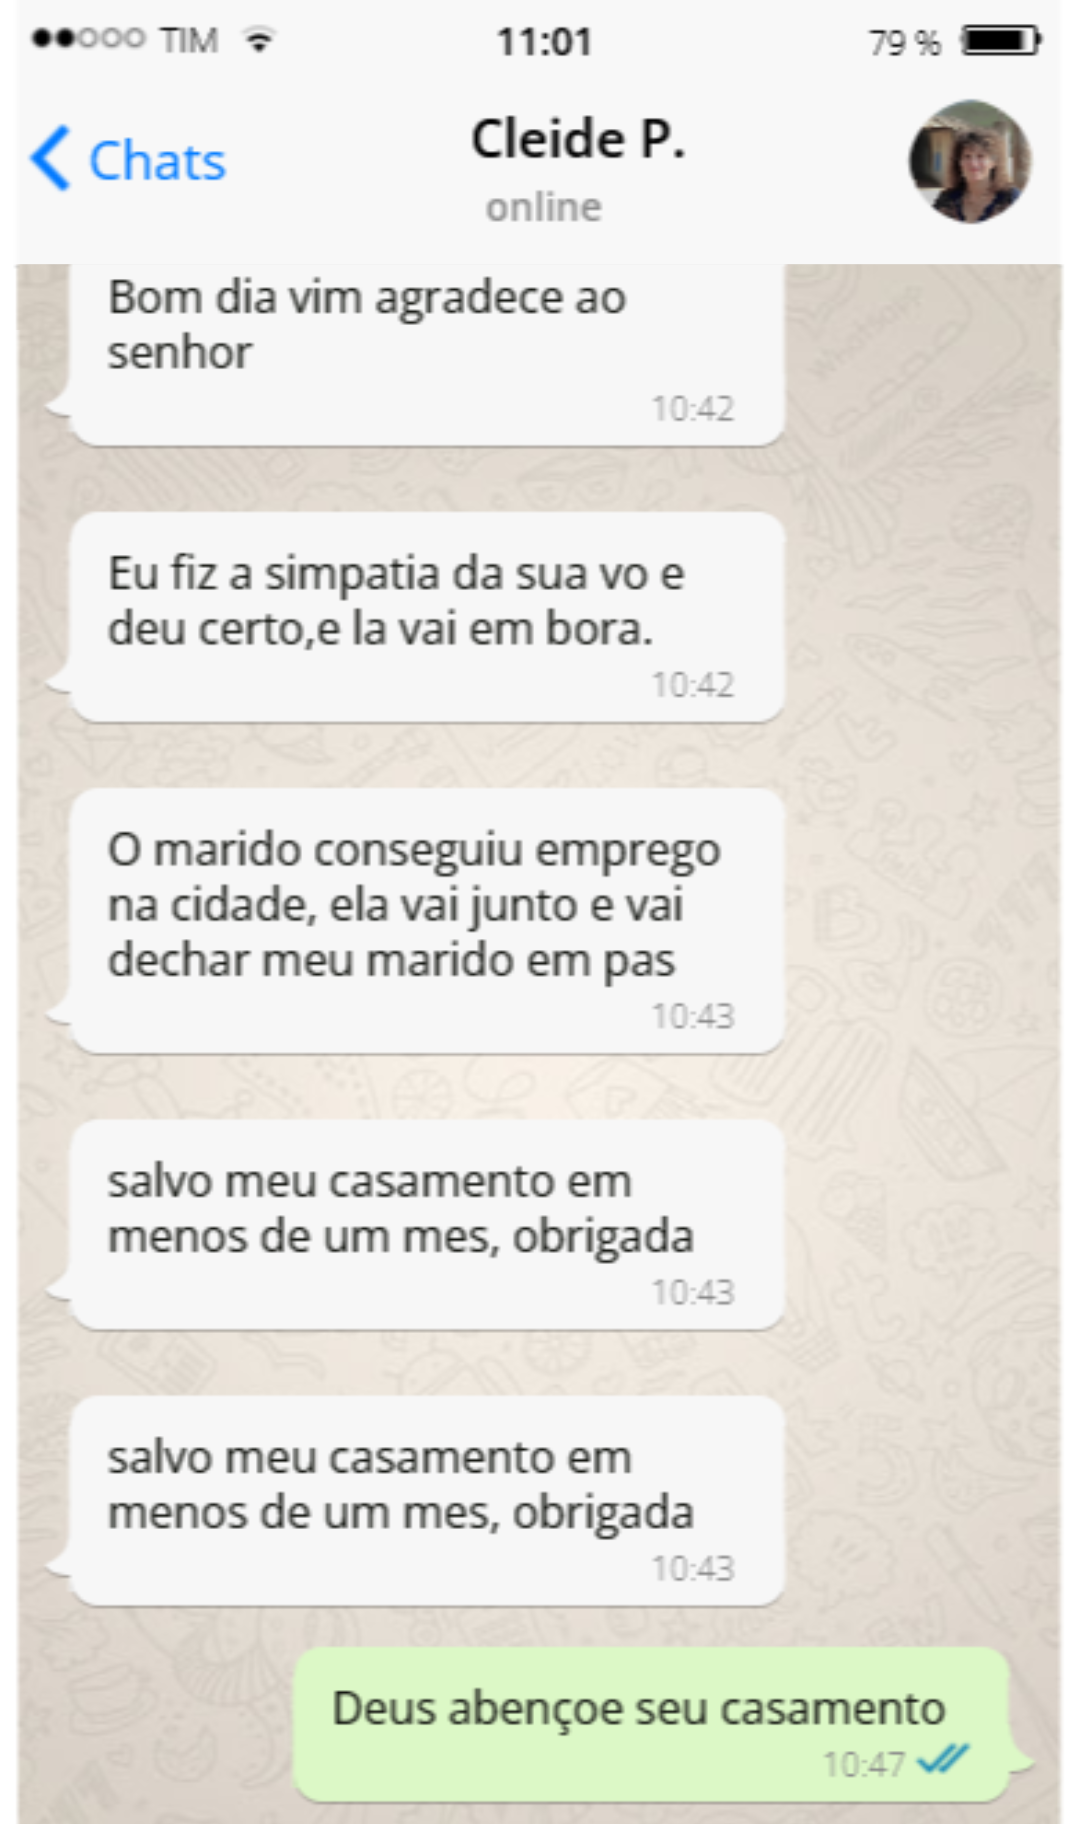 TIM 11:01 79 %
Chats Cleide P.
online
Bom dia vim agradece ao
senhor
10:42
Eu fiz a simpatia da sua vo e
deu certo,e la vai em bora.
10:42
O marido conseguiu emprego
na cidade, ela vai junto e vai
dechar meu marido em pas
10:43
salvo meu casamento em
menos de um mes, obrigada
10:43
salvo meu casamento em
menos de um mes, obrigada
10:43
Deus abençoe seu casamento
10:47